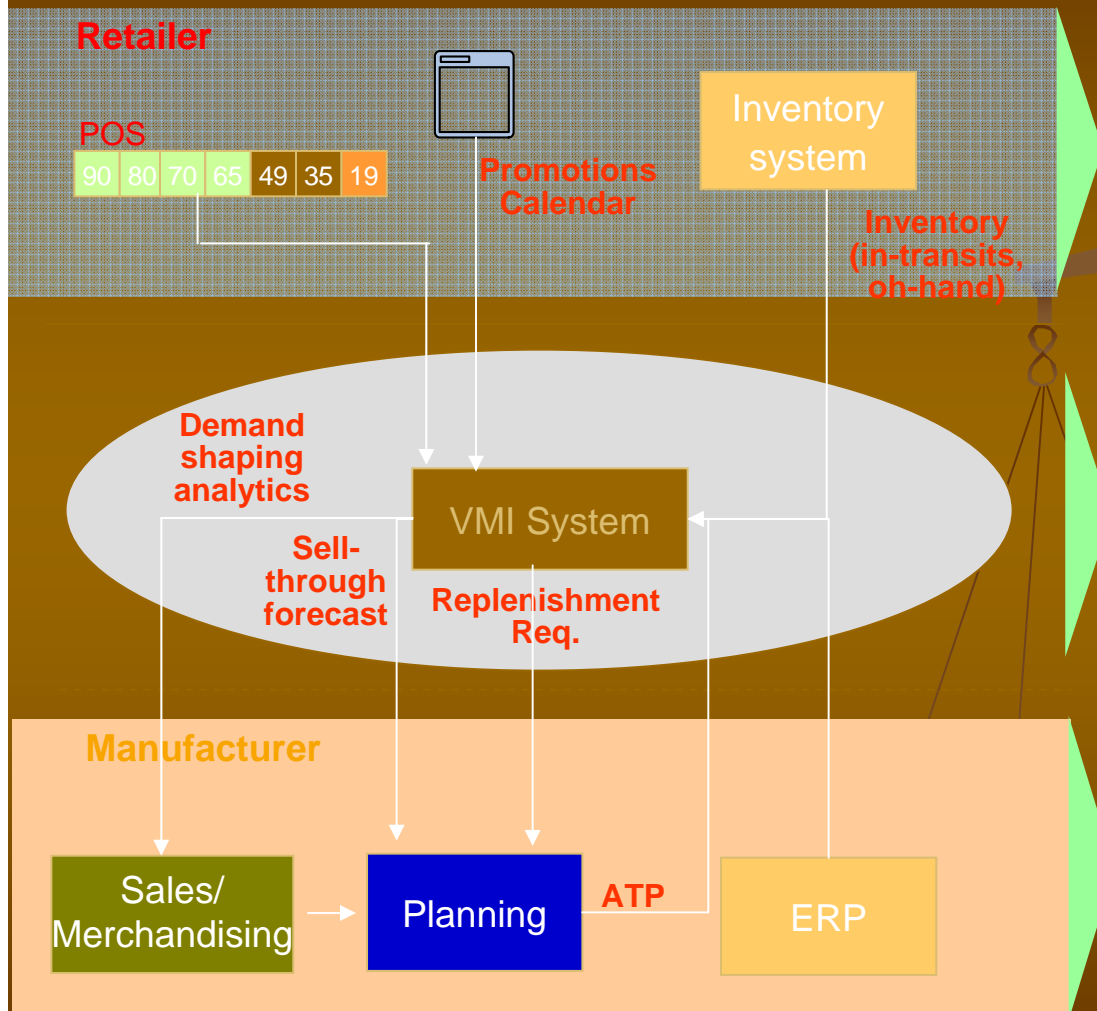 Retailer
POS
90 80 70 65 49 35 19
Promotions
Calendar
Inventory
system
Inventory
(in-transits,
oh-hand)
Demand
shaping
analytics
VMI System
Sell-
through
forecast
Replenishment
Req.
Manufacturer
Sales/
Merchandising
Planning
ATP
ERP